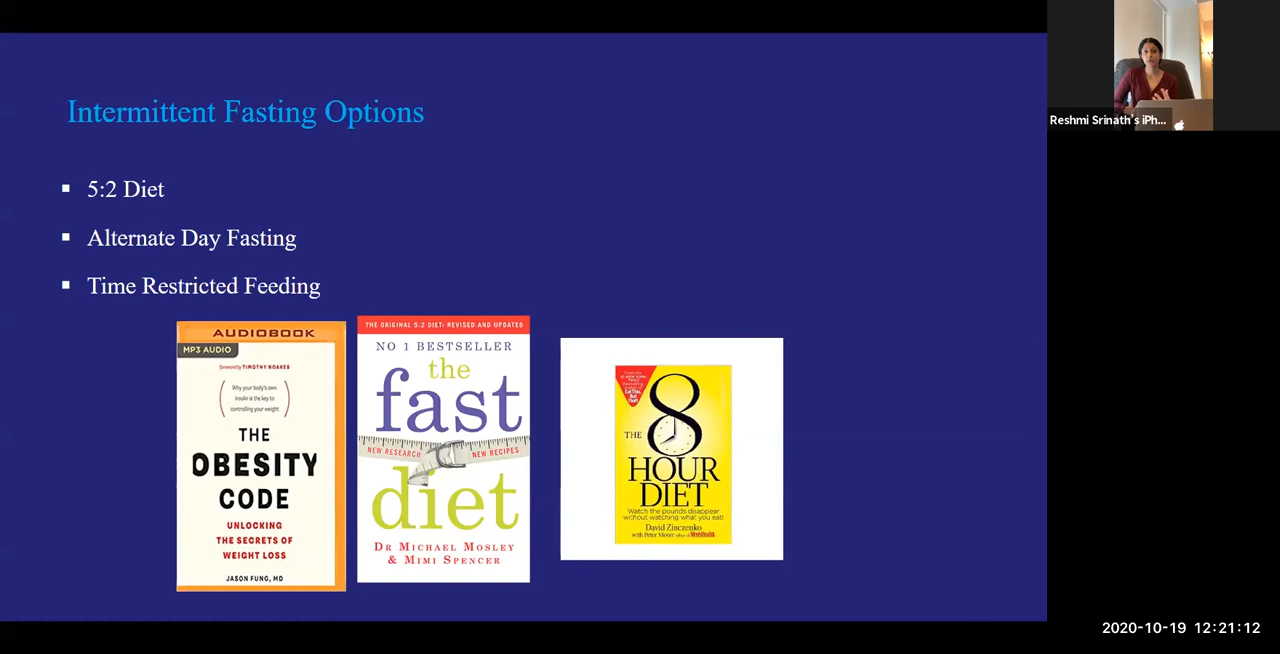 Intermittent Fasting Options
5:2 Diet
Alternate Day Fasting
Time Restricted Feeding
AUDIOBOOK
MP3 AUDIO
foreword by TIMOTHY NOAKES
Why your body's own
insulin is the key to
controlling your weight
THE
OBESITY
CODE
UNLOCKING
THE SECRETS OF
WEIGHT LOSS
JASON FUNG, MD
THE ORIGINAL 5:2 DIET: REVISED AND UPDATED
NO 1 BESTSELLER
the
fast
NEW RESEARCH NEW RECIPES
diet
DR MICHAEL MOSLEY
& MIMI SPENCER
Eat This,
Not
That!
THE 8
HOUR
DIET
Watch the pounds disappear
without watching what you eat!
David Zinczenko
with Peter Moore editor of Men'sHealth
Reshmi Srinath's iPh...
2020-10-19 12:21:12